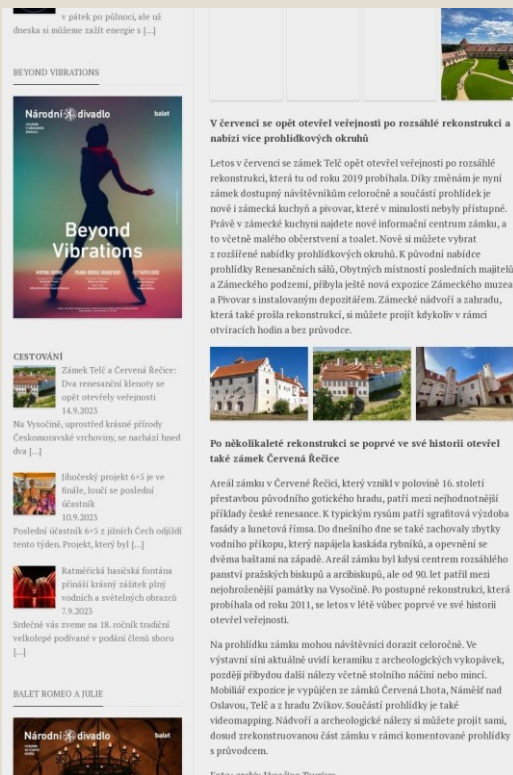 v pátek po půlnoci, ale už
dneska si můžeme zažít energie s [...]
BEYOND VIBRATIONS
Národní divadlo
balet
Beyond
Vibrations
CESTOVÁNÍ
Zámek Telč a Červená Řečice:
Dva renesanční klenoty se
opět otevřely veřejnosti
14.9.2023
Na Vysočině, uprostřed krásné přírody
Českomoravské vrchoviny, se nachází hned
dva [...]
Jihočeský projekt 6+5 je ve
finále, loučí se poslední
účastník
10.9.2023
Poslední účastník 6+5 z jižních Čech odjíždí
tento týden. Projekt, který byl [...]
Ratměřická hasičská fontána
přináší krásný zážitek plný
vodních a světelných obrazců
7.9.2023
Srdečně vás zveme na 18. ročník tradiční
velkolepé podívané v podání členů sboru
[...]
BALET ROMEO A JULIE
Národní divadlo
balet
V červenci se opět otevřel veřejnosti po rozsáhlé rekonstrukci a
nabízí více prohlídkových okruhů
Letos v červenci se zámek Telč opět otevřel veřejnosti po rozsáhlé
rekonstrukci, která tu od roku 2019 probíhala. Díky změnám je nyní
zámek dostupný návštěvníkům celoročně a součástí prohlídek je
nově i zámecká kuchyň a pivovar, které v minulosti nebyly přístupné.
Právě v zámecké kuchyni najdete nové informační centrum zámku, a
to včetně malého občerstvení a toalet. Nově si můžete vybrat
z rozšířené nabídky prohlídkových okruhů. K původní nabídce
prohlídky Renesančních sálů, Obytných místností posledních majitelů
a Zámeckého podzemí, přibyla ještě nová expozice Zámeckého muzea
a Pivovar s instalovaným depozitářem. Zámecké nádvoří a zahradu,
která také prošla rekonstrukcí, si můžete projít kdykoliv v rámci
otvíracích hodin a bez průvodce.
Po několikaleté rekonstrukci se poprvé ve své historii otevřel
také zámek Červená Řečice
Areál zámku v Červené Řečici, který vznikl v polovině 16. století
přestavbou původního gotického hradu, patří mezi nejhodnotnější
příklady české renesance. K typickým rysům patří sgrafitová výzdoba
fasády a lunetová římsa. Do dnešního dne se také zachovaly zbytky
vodního příkopu, který napájela kaskáda rybníků, a opevnění se
dvěma baštami na západě. Areál zámku byl kdysi centrem rozsáhlého
panství pražských biskupů a arcibiskupů, ale od 90. let patřil mezi
nejohroženější památky na Vysočině. Po postupné rekonstrukci, která
probíhala od roku 2011, se letos v létě vůbec poprvé ve své historii
otevřel veřejnosti.
Na prohlídku zámku mohou návštěvníci dorazit celoročně. Ve
výstavní síni aktuálně uvidí keramiku z archeologických vykopávek,
později přibydou další nálezy včetně stolního náčiní nebo mincí.
Mobiliář expozice je vypůjčen ze zámků Červená Lhota, Náměšť nad
Oslavou, Telč a z hradu Zvíkov. Součástí prohlídky je také
videomapping. Nádvoří a archeologické nálezy si můžete projít sami,
dosud zrekonstruovanou část zámku v rámci komentované prohlídky
s průvodcem.
Foto: archiv Vysočina Tourism